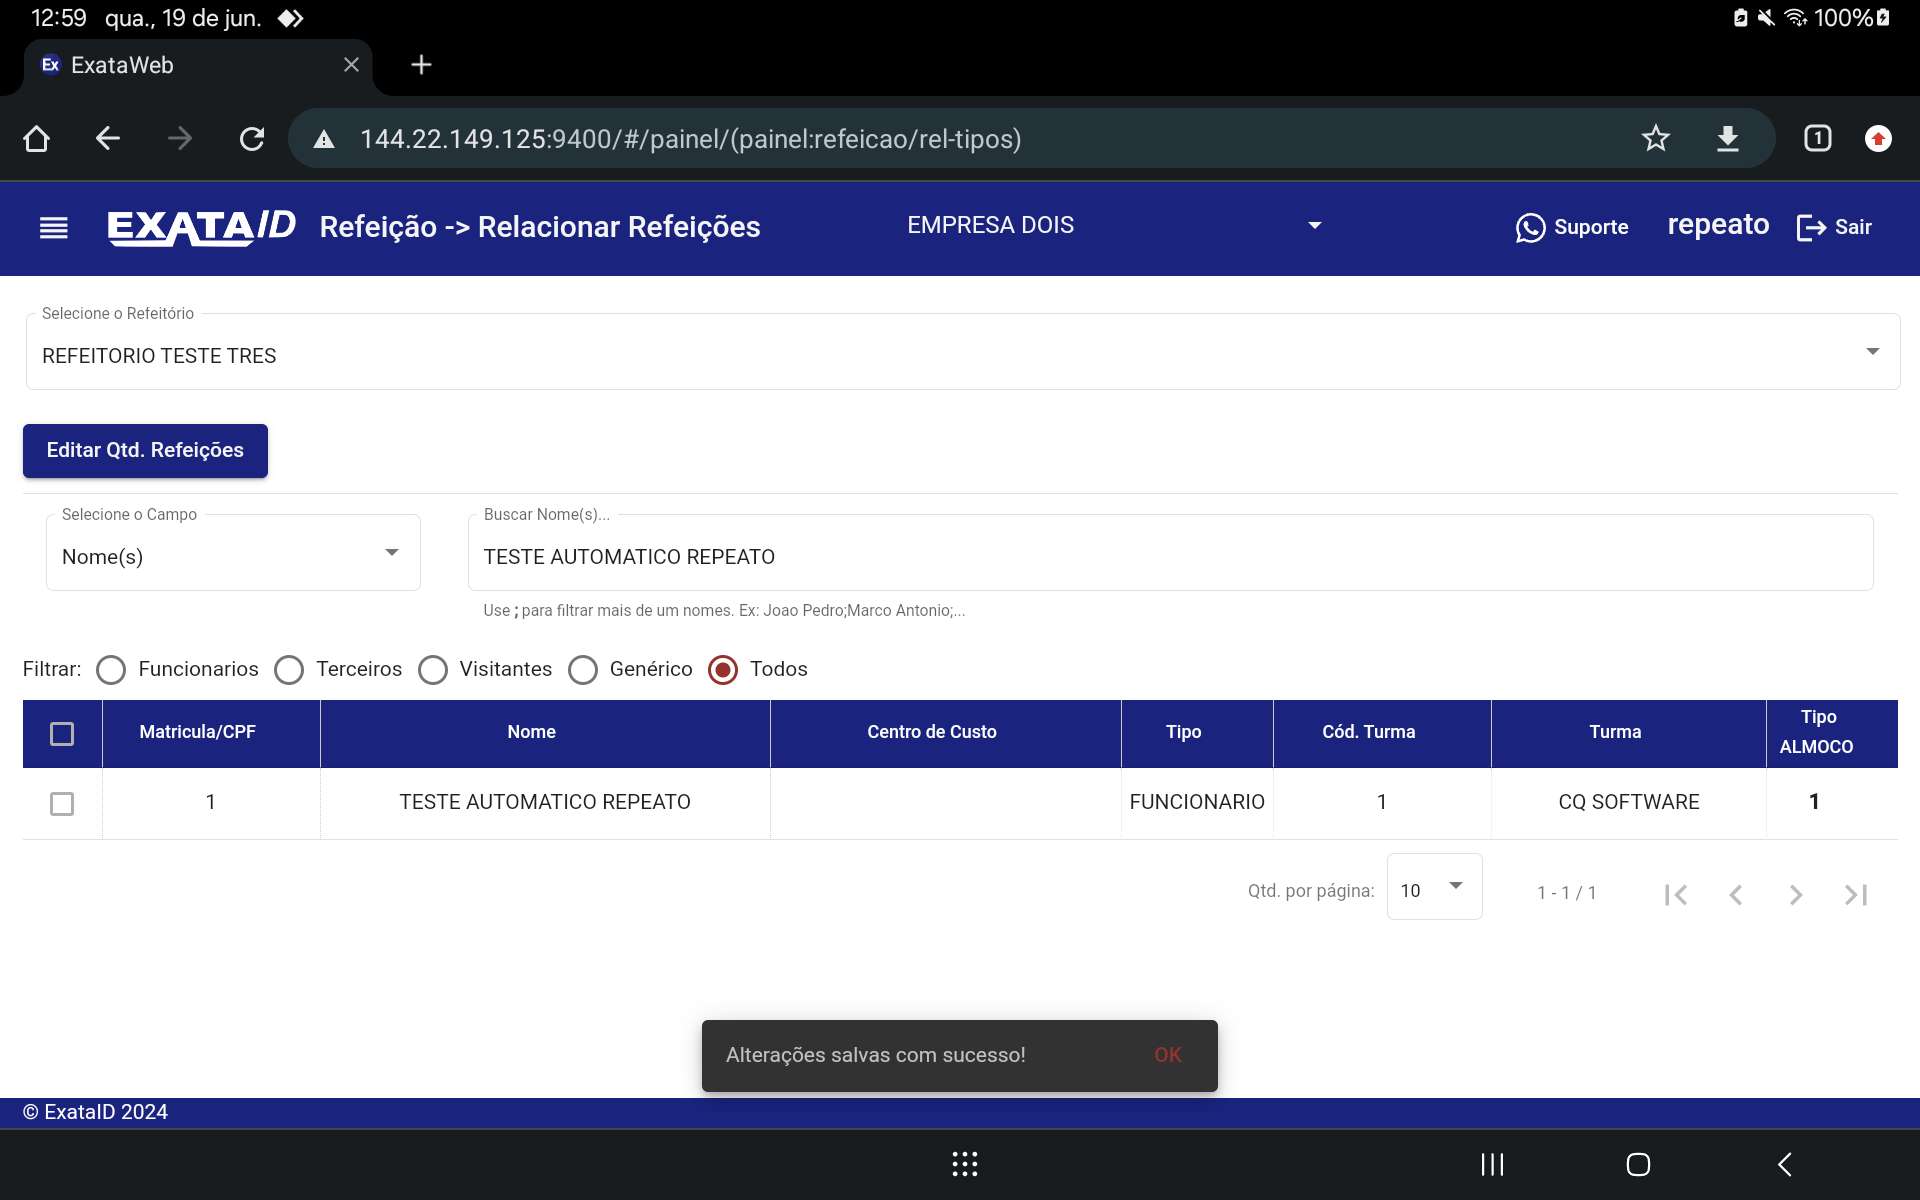 12:59 qua., 19 de jun.
100%
Ex ExataWeb
144.22.149.125:9400/#/painel/(painel:refeicao/rel-tipos)
1
EXATAID Refeição -> Relacionar Refeições EMPRESA DOIS Suporte repeato Sair
Selecione o Refeitório
REFEITORIO TESTE TRES
Editar Qtd. Refeições
Selecione o Campo Buscar Nome(s)...
Nome(s) TESTE AUTOMATICO REPEATO
Use ; para filtrar mais de um nomes. Ex: Joao Pedro;Marco Antonio;...
Filtrar: Funcionarios Terceiros Visitantes Genérico Todos
Matricula/CPF Nome Centro de Custo Tipo Cód. Turma Turma Tipo ALMOCO
1 TESTE AUTOMATICO REPEATO FUNCIONARIO 1 CQ SOFTWARE 1
Qtd. por página: 10 1 - 1 / 1
Alterações salvas com sucesso! OK
© ExataID 2024